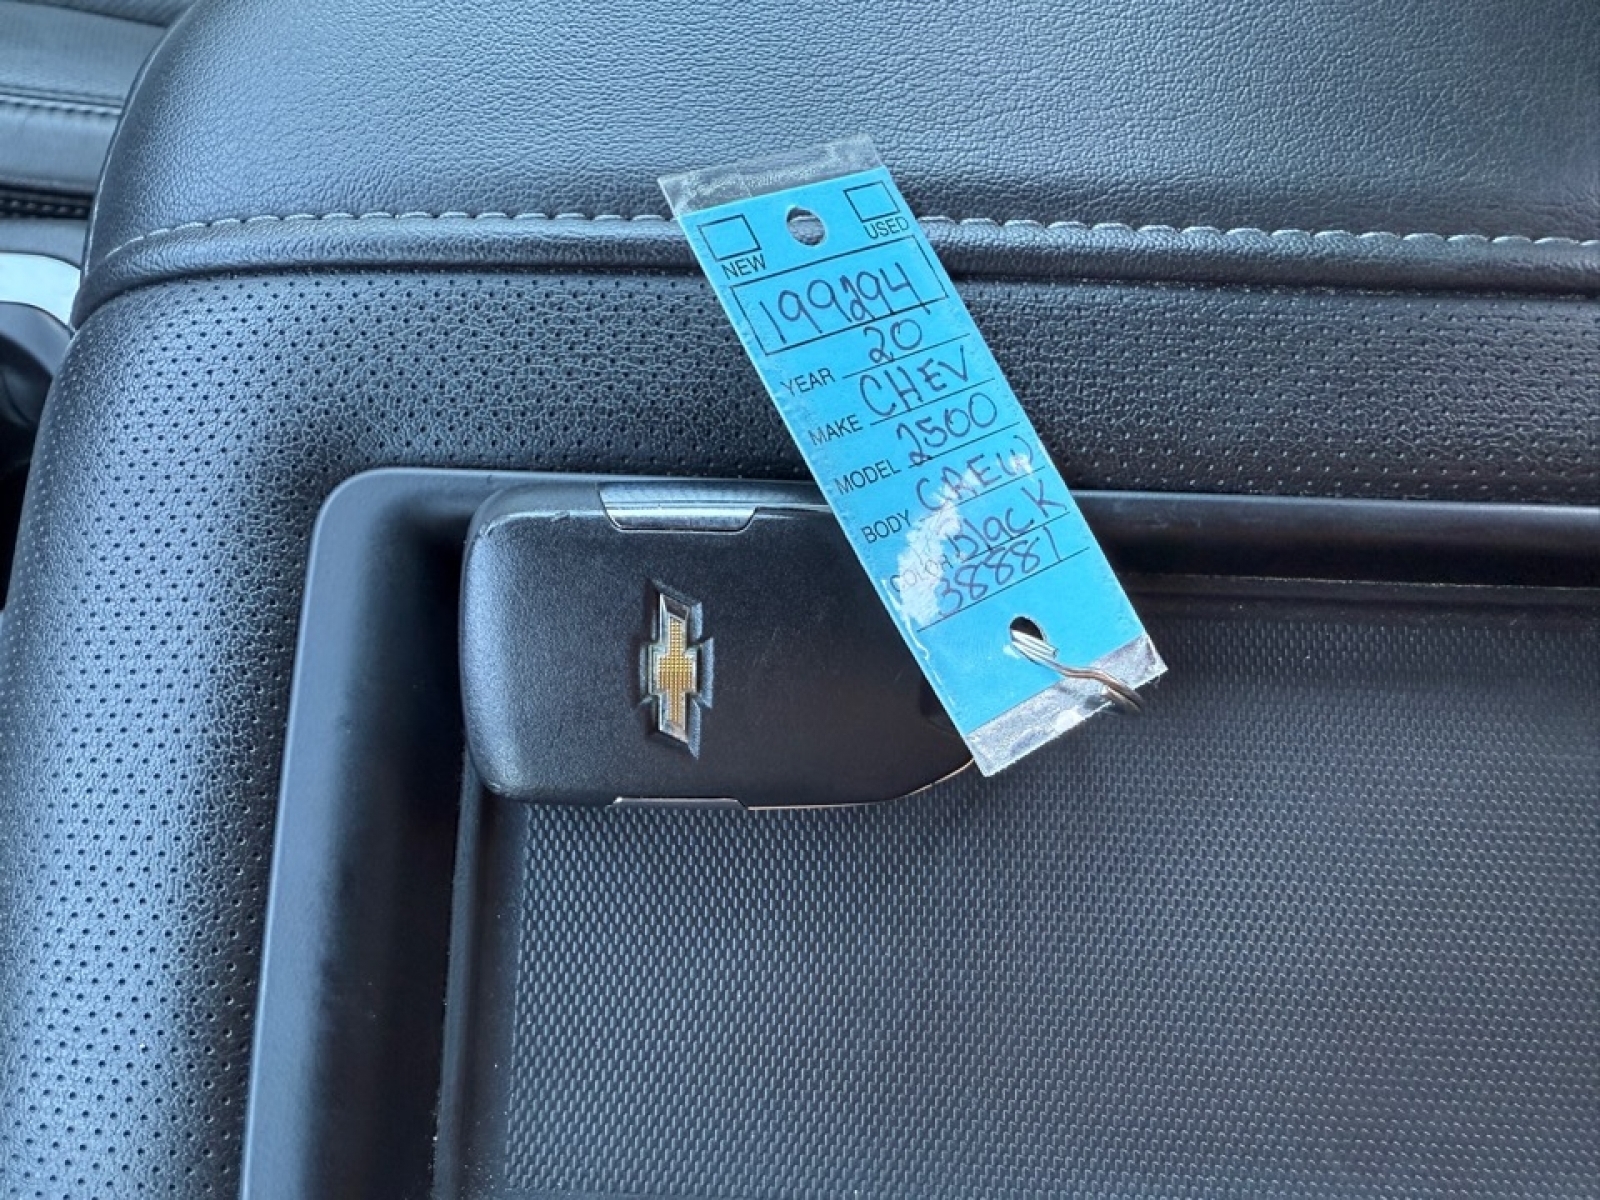 NEW USED
199294
YEAR 20
MAKE CHEV
MODEL 2500
BODY CREW
COLOR Black
38881